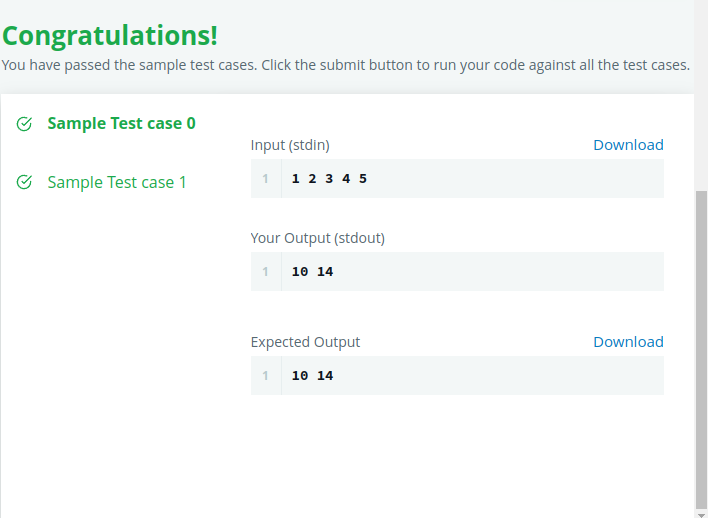 Congratulations!
You have passed the sample test cases. Click the submit button to run your code against all the test cases.
Sample Test case 0
Sample Test case 1
Input (stdin)
Download
1 1 2 3 4 5
Your Output (stdout)
1 10 14
Expected Output
Download
1 10 14